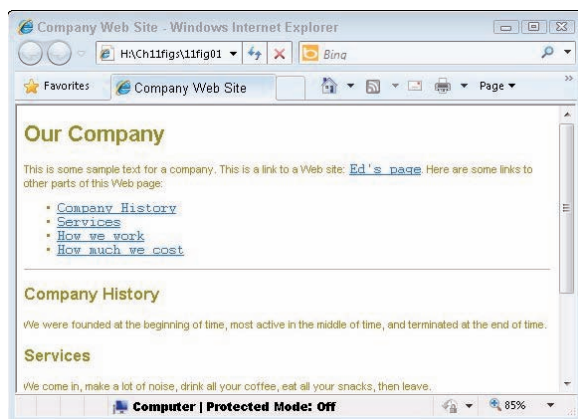 Company Web Site - Windows Internet Explorer
H:\Ch11figs\11fig01
Bing
Favorites
Company Web Site
Page
Our Company
This is some sample text for a company. This is a link to a Web site: Ed's page. Here are some links to
other parts of this Web page:
Company History
Services
How we work
How much we cost
Company History
We were founded at the beginning of time, most active in the middle of time, and terminated at the end of time.
Services
We come in, make a lot of noise, drink all your coffee, eat all your snacks, then leave.
Computer | Protected Mode: Off
85%